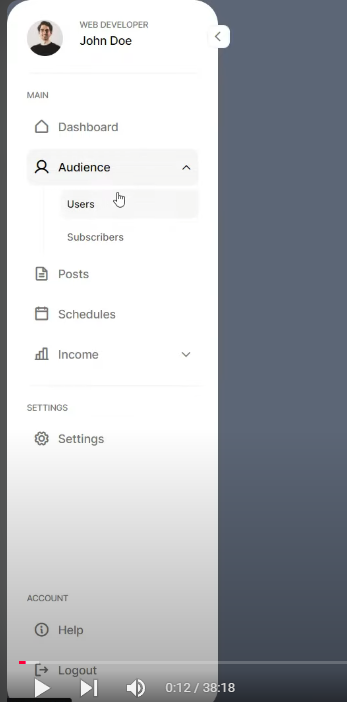 WEB DEVELOPER
John Doe
MAIN
Dashboard
Audience
Users
Subscribers
Posts
Schedules
Income
SETTINGS
Settings
ACCOUNT
Help
Logout
0:12 / 38:18